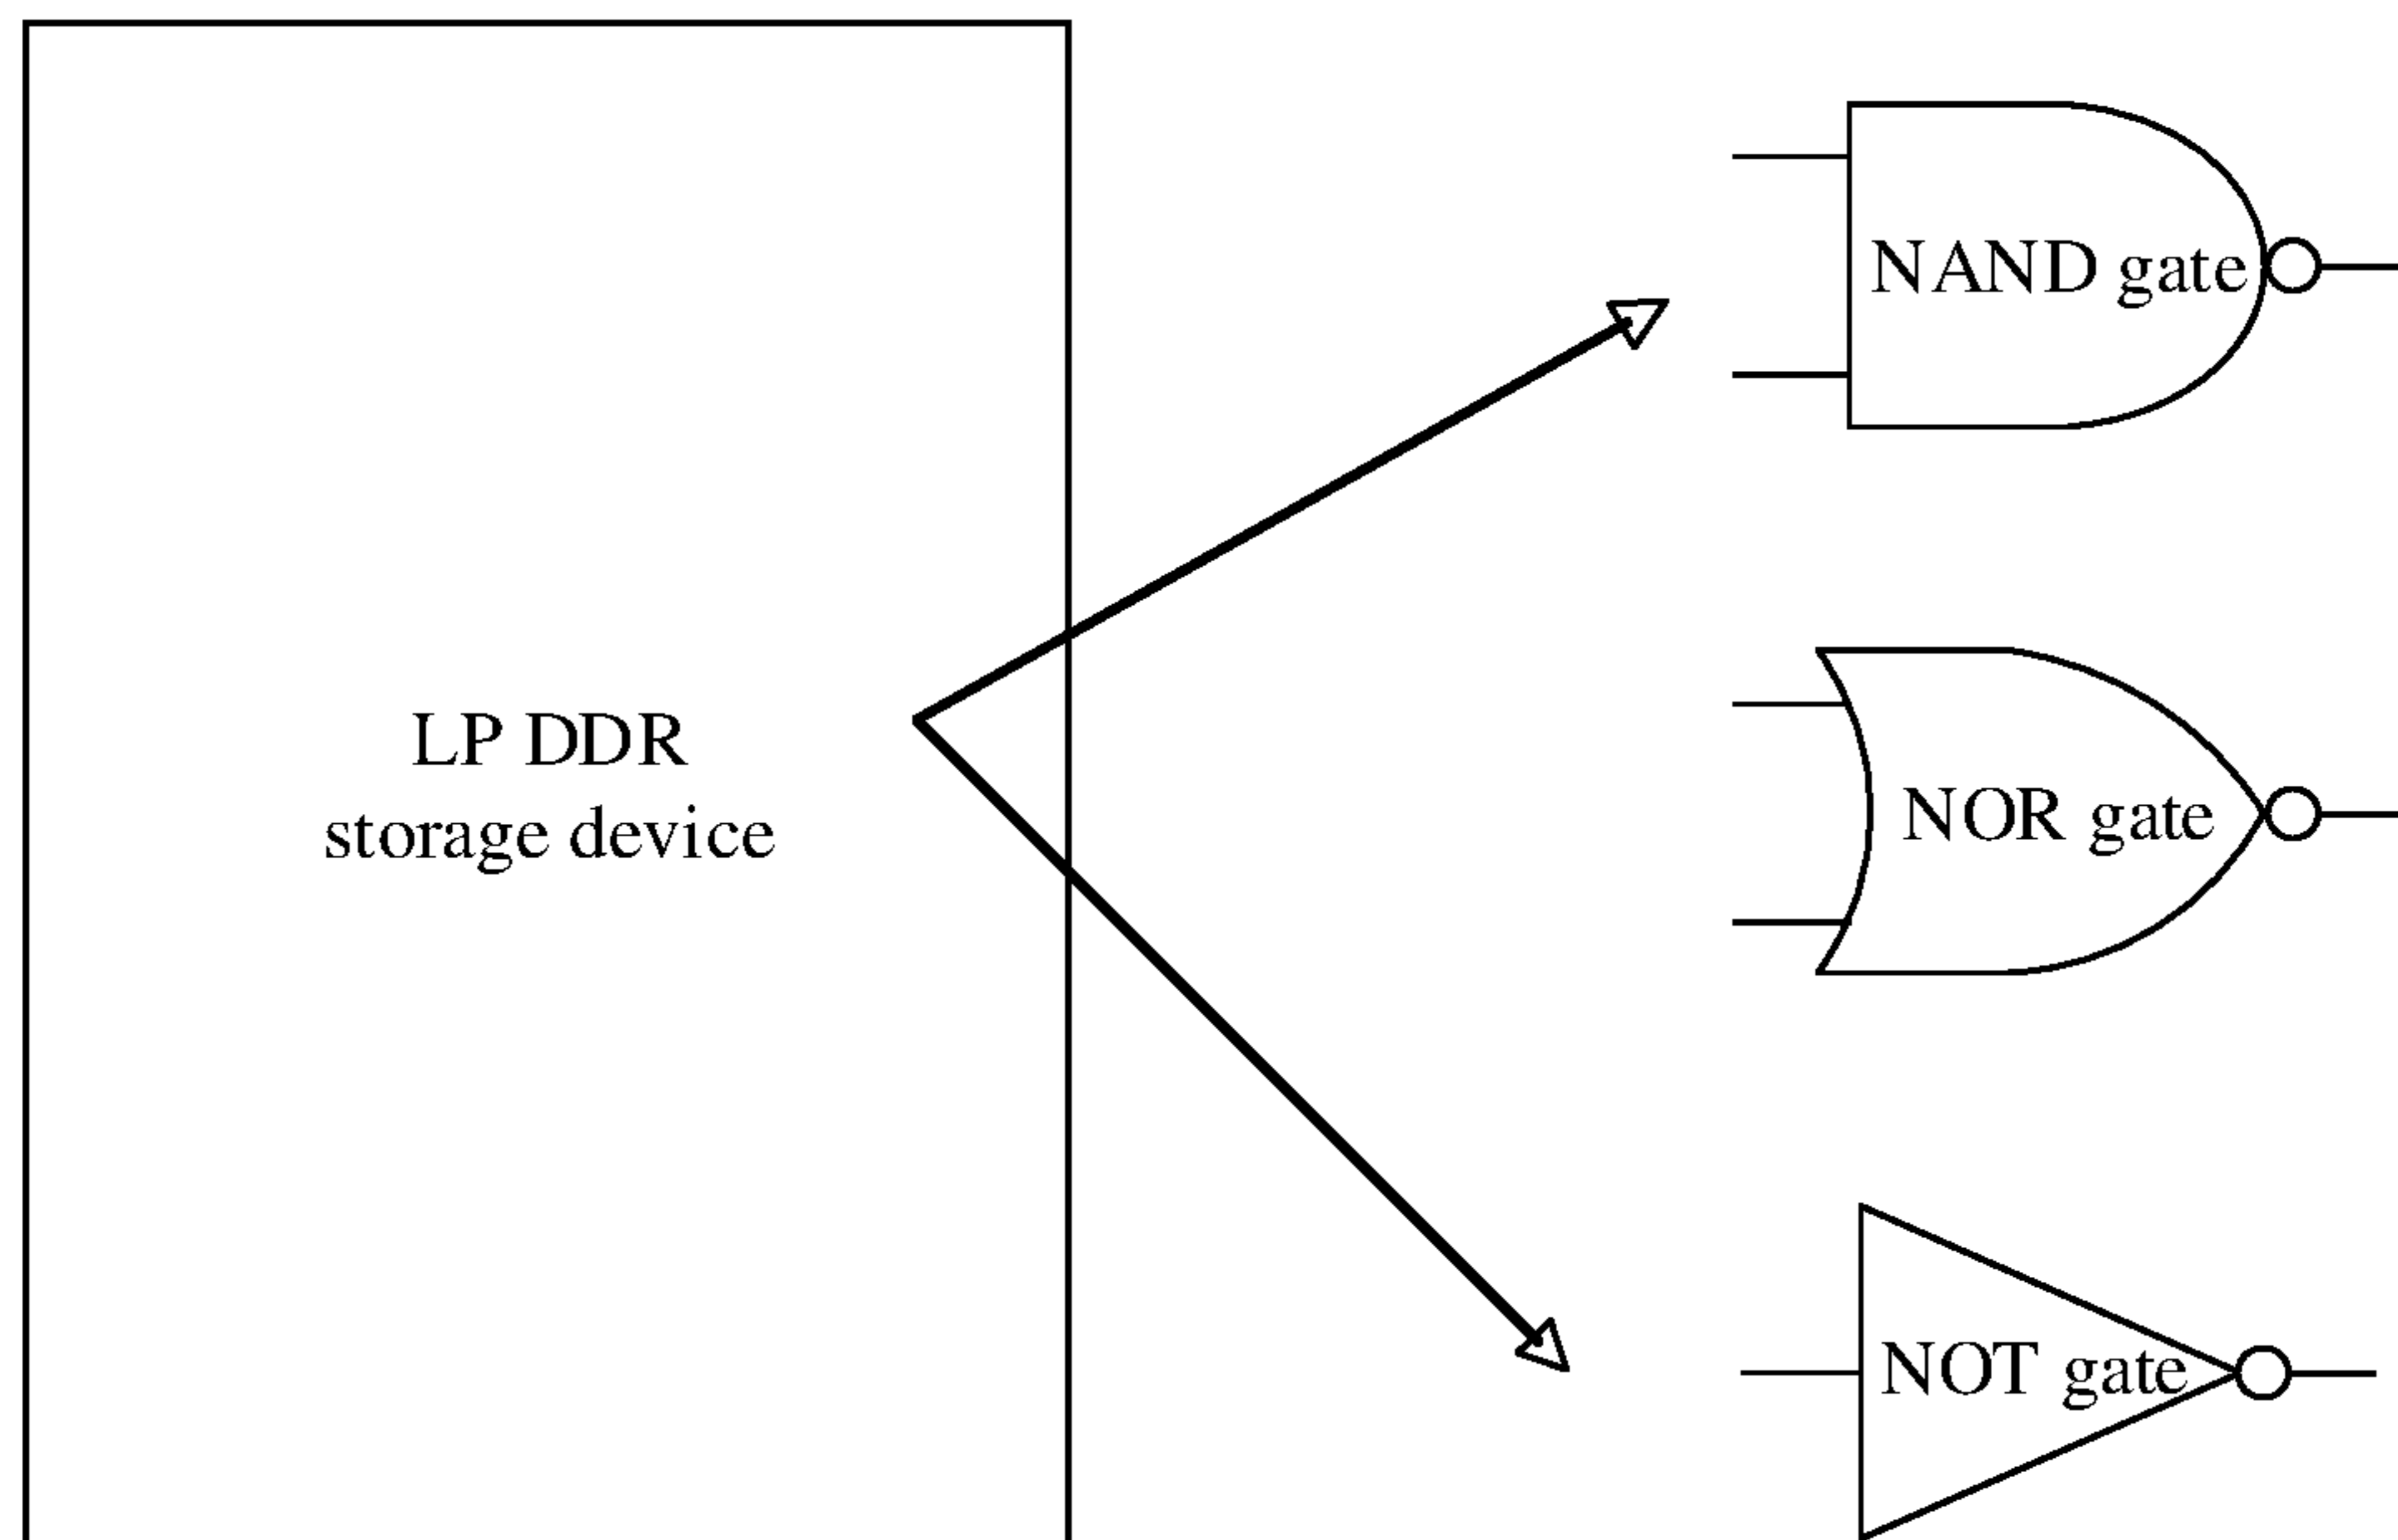 LP DDR
storage device
NAND gate
NOR gate
NOT gate